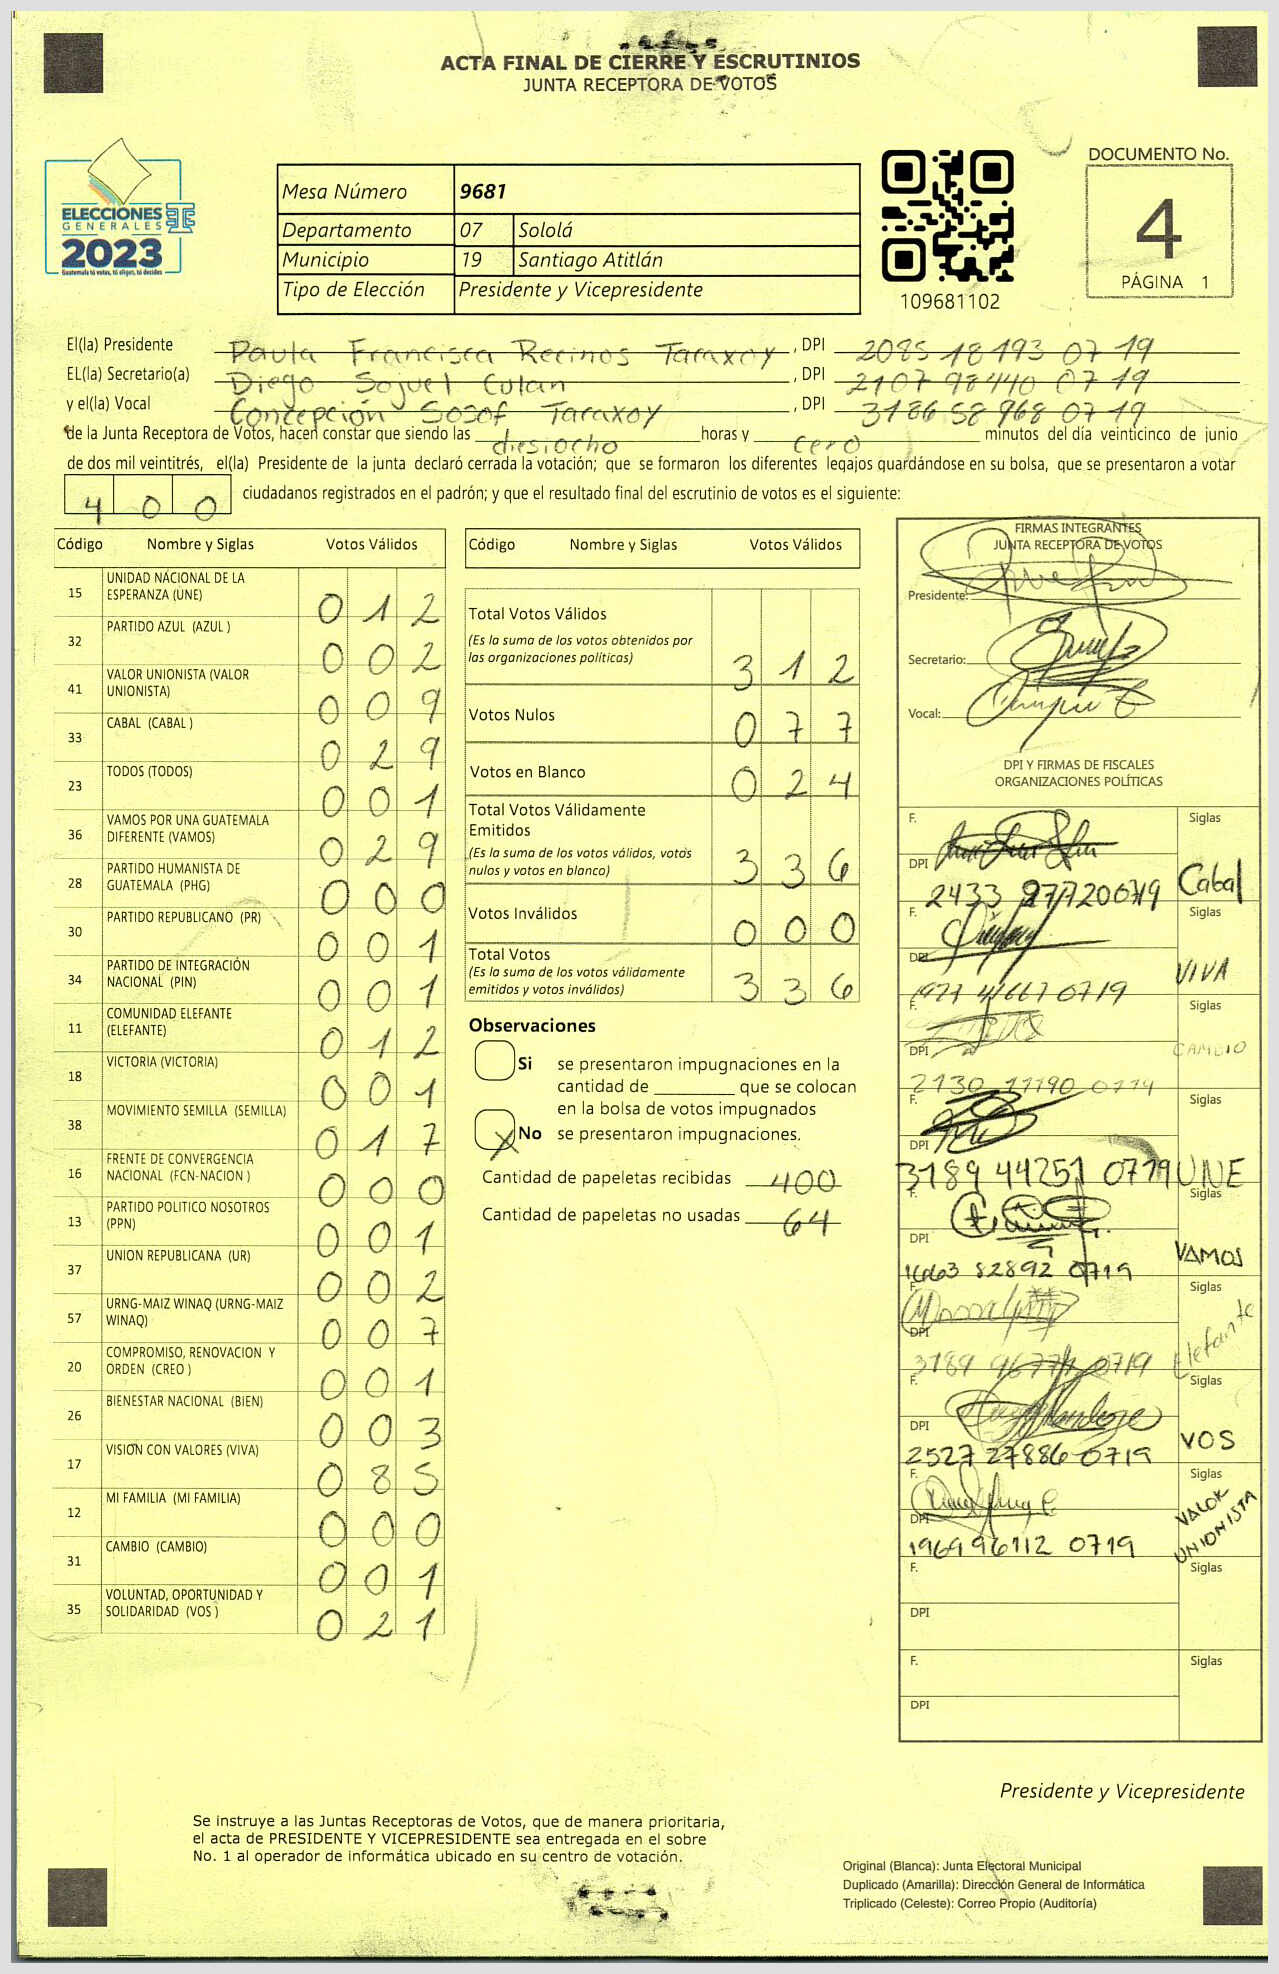 ACTA FINAL DE CIERRE Y ESCRUTINIOS
JUNTA RECEPTORA DE VOTOS
ELECCIONES
GENERALES
2023
Guatemala tú votas, tú eliges, tú decides
Mesa Número 9681
Departamento 07 Sololá
Municipio 19 Santiago Atitlán
Tipo de Elección Presidente y Vicepresidente
109681102
DOCUMENTO No.
4
PÁGINA 1
El(la) Presidente Paula Francisca Recinos Taraxoy, DPI 2085 18193 0719
EL(la) Secretario(a) Diego Sojuel Culan, DPI 2107 98440 0719
y el(la) Vocal Concepción Sosof Taraxoy, DPI 3186 58968 0719
de la Junta Receptora de Votos, hacen constar que siendo las diesiocho horas y cero minutos del día veinticinco de junio
de dos mil veintitrés, el(la) Presidente de la junta declaró cerrada la votación; que se formaron los diferentes legajos guardándose en su bolsa, que se presentaron a votar
4 0 0 ciudadanos registrados en el padrón; y que el resultado final del escrutinio de votos es el siguiente:
Código Nombre y Siglas Votos Válidos
15 UNIDAD NACIONAL DE LA ESPERANZA (UNE) 0 1 2
32 PARTIDO AZUL (AZUL ) 0 0 2
41 VALOR UNIONISTA (VALOR UNIONISTA) 0 0 9
33 CABAL (CABAL ) 0 2 9
23 TODOS (TODOS) 0 0 1
36 VAMOS POR UNA GUATEMALA DIFERENTE (VAMOS) 0 2 9
28 PARTIDO HUMANISTA DE GUATEMALA (PHG) 0 0 0
30 PARTIDO REPUBLICANO (PR) 0 0 1
34 PARTIDO DE INTEGRACIÓN NACIONAL (PIN) 0 0 1
11 COMUNIDAD ELEFANTE (ELEFANTE) 0 1 2
18 VICTORIA (VICTORIA) 0 0 1
38 MOVIMIENTO SEMILLA (SEMILLA) 0 1 7
16 FRENTE DE CONVERGENCIA NACIONAL (FCN-NACION ) 0 0 0
13 PARTIDO POLITICO NOSOTROS (PPN) 0 0 1
37 UNION REPUBLICANA (UR) 0 0 2
57 URNG-MAIZ WINAQ (URNG-MAIZ WINAQ) 0 0 7
20 COMPROMISO, RENOVACION Y ORDEN (CREO ) 0 0 1
26 BIENESTAR NACIONAL (BIEN) 0 0 3
17 VISION CON VALORES (VIVA) 0 8 5
12 MI FAMILIA (MI FAMILIA) 0 0 0
31 CAMBIO (CAMBIO) 0 0 1
35 VOLUNTAD, OPORTUNIDAD Y SOLIDARIDAD (VOS ) 0 2 1
Código Nombre y Siglas Votos Válidos
Total Votos Válidos
(Es la suma de los votos obtenidos por
las organizaciones políticas) 3 1 2
Votos Nulos 0 7 7
Votos en Blanco 0 2 4
Total Votos Válidamente
Emitidos
(Es la suma de los votos válidos, votos
nulos y votos en blanco) 3 3 6
Votos Inválidos 0 0 0
Total Votos
(Es la suma de los votos válidamente
emitidos y votos inválidos) 3 3 6
Observaciones
Si se presentaron impugnaciones en la
cantidad de ________ que se colocan
en la bolsa de votos impugnados
X No se presentaron impugnaciones.
Cantidad de papeletas recibidas 400
Cantidad de papeletas no usadas 64
FIRMAS INTEGRANTES
JUNTA RECEPTORA DE VOTOS
Presidente:
Secretario:
Vocal:
DPI Y FIRMAS DE FISCALES
ORGANIZACIONES POLÍTICAS
F. Siglas
DPI Cabal
F. Siglas
DPI VIVA
F. Siglas
DPI CAMBIO
F. Siglas
DPI
3189 44251 0719 UNE
F. Siglas
DPI
1663 82892 0719 VAMOS
F. Siglas
DPI
Elefante
F. Siglas
DPI
2527 27886 0719 VOS
F. Siglas
DPI
1969 96112 0719 VALOR UNIONISTA
F. Siglas
DPI
F. Siglas
DPI
Presidente y Vicepresidente
Se instruye a las Juntas Receptoras de Votos, que de manera prioritaria,
el acta de PRESIDENTE Y VICEPRESIDENTE sea entregada en el sobre
No. 1 al operador de informática ubicado en su centro de votación.
Original (Blanca): Junta Electoral Municipal
Duplicado (Amarilla): Dirección General de Informática
Triplicado (Celeste): Correo Propio (Auditoría)